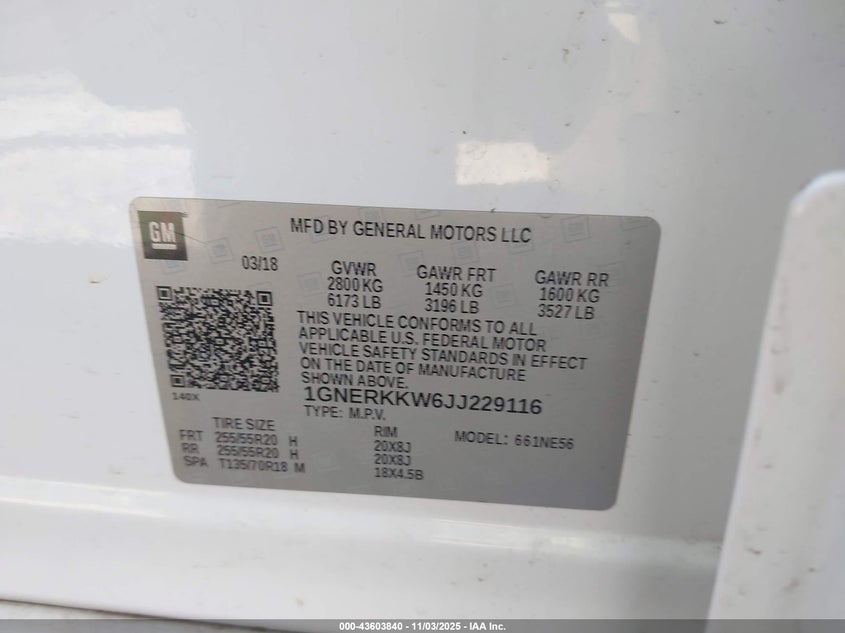 GM
MFD BY GENERAL MOTORS LLC
03/18
GVWR GAWR FRT GAWR RR
2800 KG 1450 KG 1600 KG
6173 LB 3196 LB 3527 LB
THIS VEHICLE CONFORMS TO ALL
APPLICABLE U.S. FEDERAL MOTOR
VEHICLE SAFETY STANDARDS IN EFFECT
ON THE DATE OF MANUFACTURE
SHOWN ABOVE.
140X
1GNERKKW6JJ229116
TYPE: M.P.V.
MODEL: 661NE56
TIRE SIZE RIM
FRT 255/55R20 H 20X8J
RR 255/55R20 H 20X8J
SPA T135/70R18 M 18X4.5B
000-43603840 - 11/03/2025 - IAA Inc.